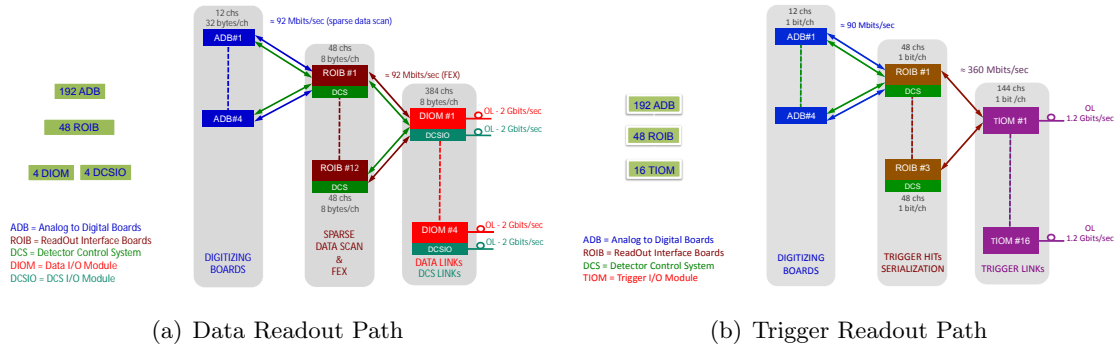 12 chs
32 bytes/ch
≈ 92 Mbits/sec (sparse data scan)
ADB#1
48 chs
8 bytes/ch
ROIB #1
DCS
≈ 92 Mbits/sec (FEX)
384 chs
8 bytes/ch
192 ADB
ADB#4
DIOM #1
OL - 2 Gbits/sec
DCSIO
OL - 2 Gbits/sec
48 ROIB
4 DIOM
4 DCSIO
ROIB #12
DCS
48 chs
8 bytes/ch
DIOM #4
OL - 2 Gbits/sec
DCSIO
OL - 2 Gbits/sec
ADB = Analog to Digital Boards
ROIB = ReadOut Interface Boards
DCS = Detector Control System
DIOM = Data I/O Module
DCSIO = DCS I/O Module
DIGITIZING
BOARDS
SPARSE
DATA SCAN
&
FEX
DATA LINKs
DCS LINKs
(a) Data Readout Path
12 chs
1 bit/ch
≈ 90 Mbits/sec
ADB#1
48 chs
1 bit/ch
ROIB #1
DCS
≈ 360 Mbits/sec
144 chs
1 bit /ch
192 ADB
ADB#4
TIOM #1
OL
1.2 Gbits/sec
48 ROIB
16 TIOM
ROIB #3
DCS
48 chs
1 bit/ch
TIOM #16
OL
1.2 Gbits/sec
ADB = Analog to Digital Boards
ROIB = ReadOut Interface Boards
DCS = Detector Control System
TIOM = Trigger I/O Module
DIGITIZING
BOARDS
TRIGGER HITs
SERIALIZATION
TRIGGER LINKs
(b) Trigger Readout Path